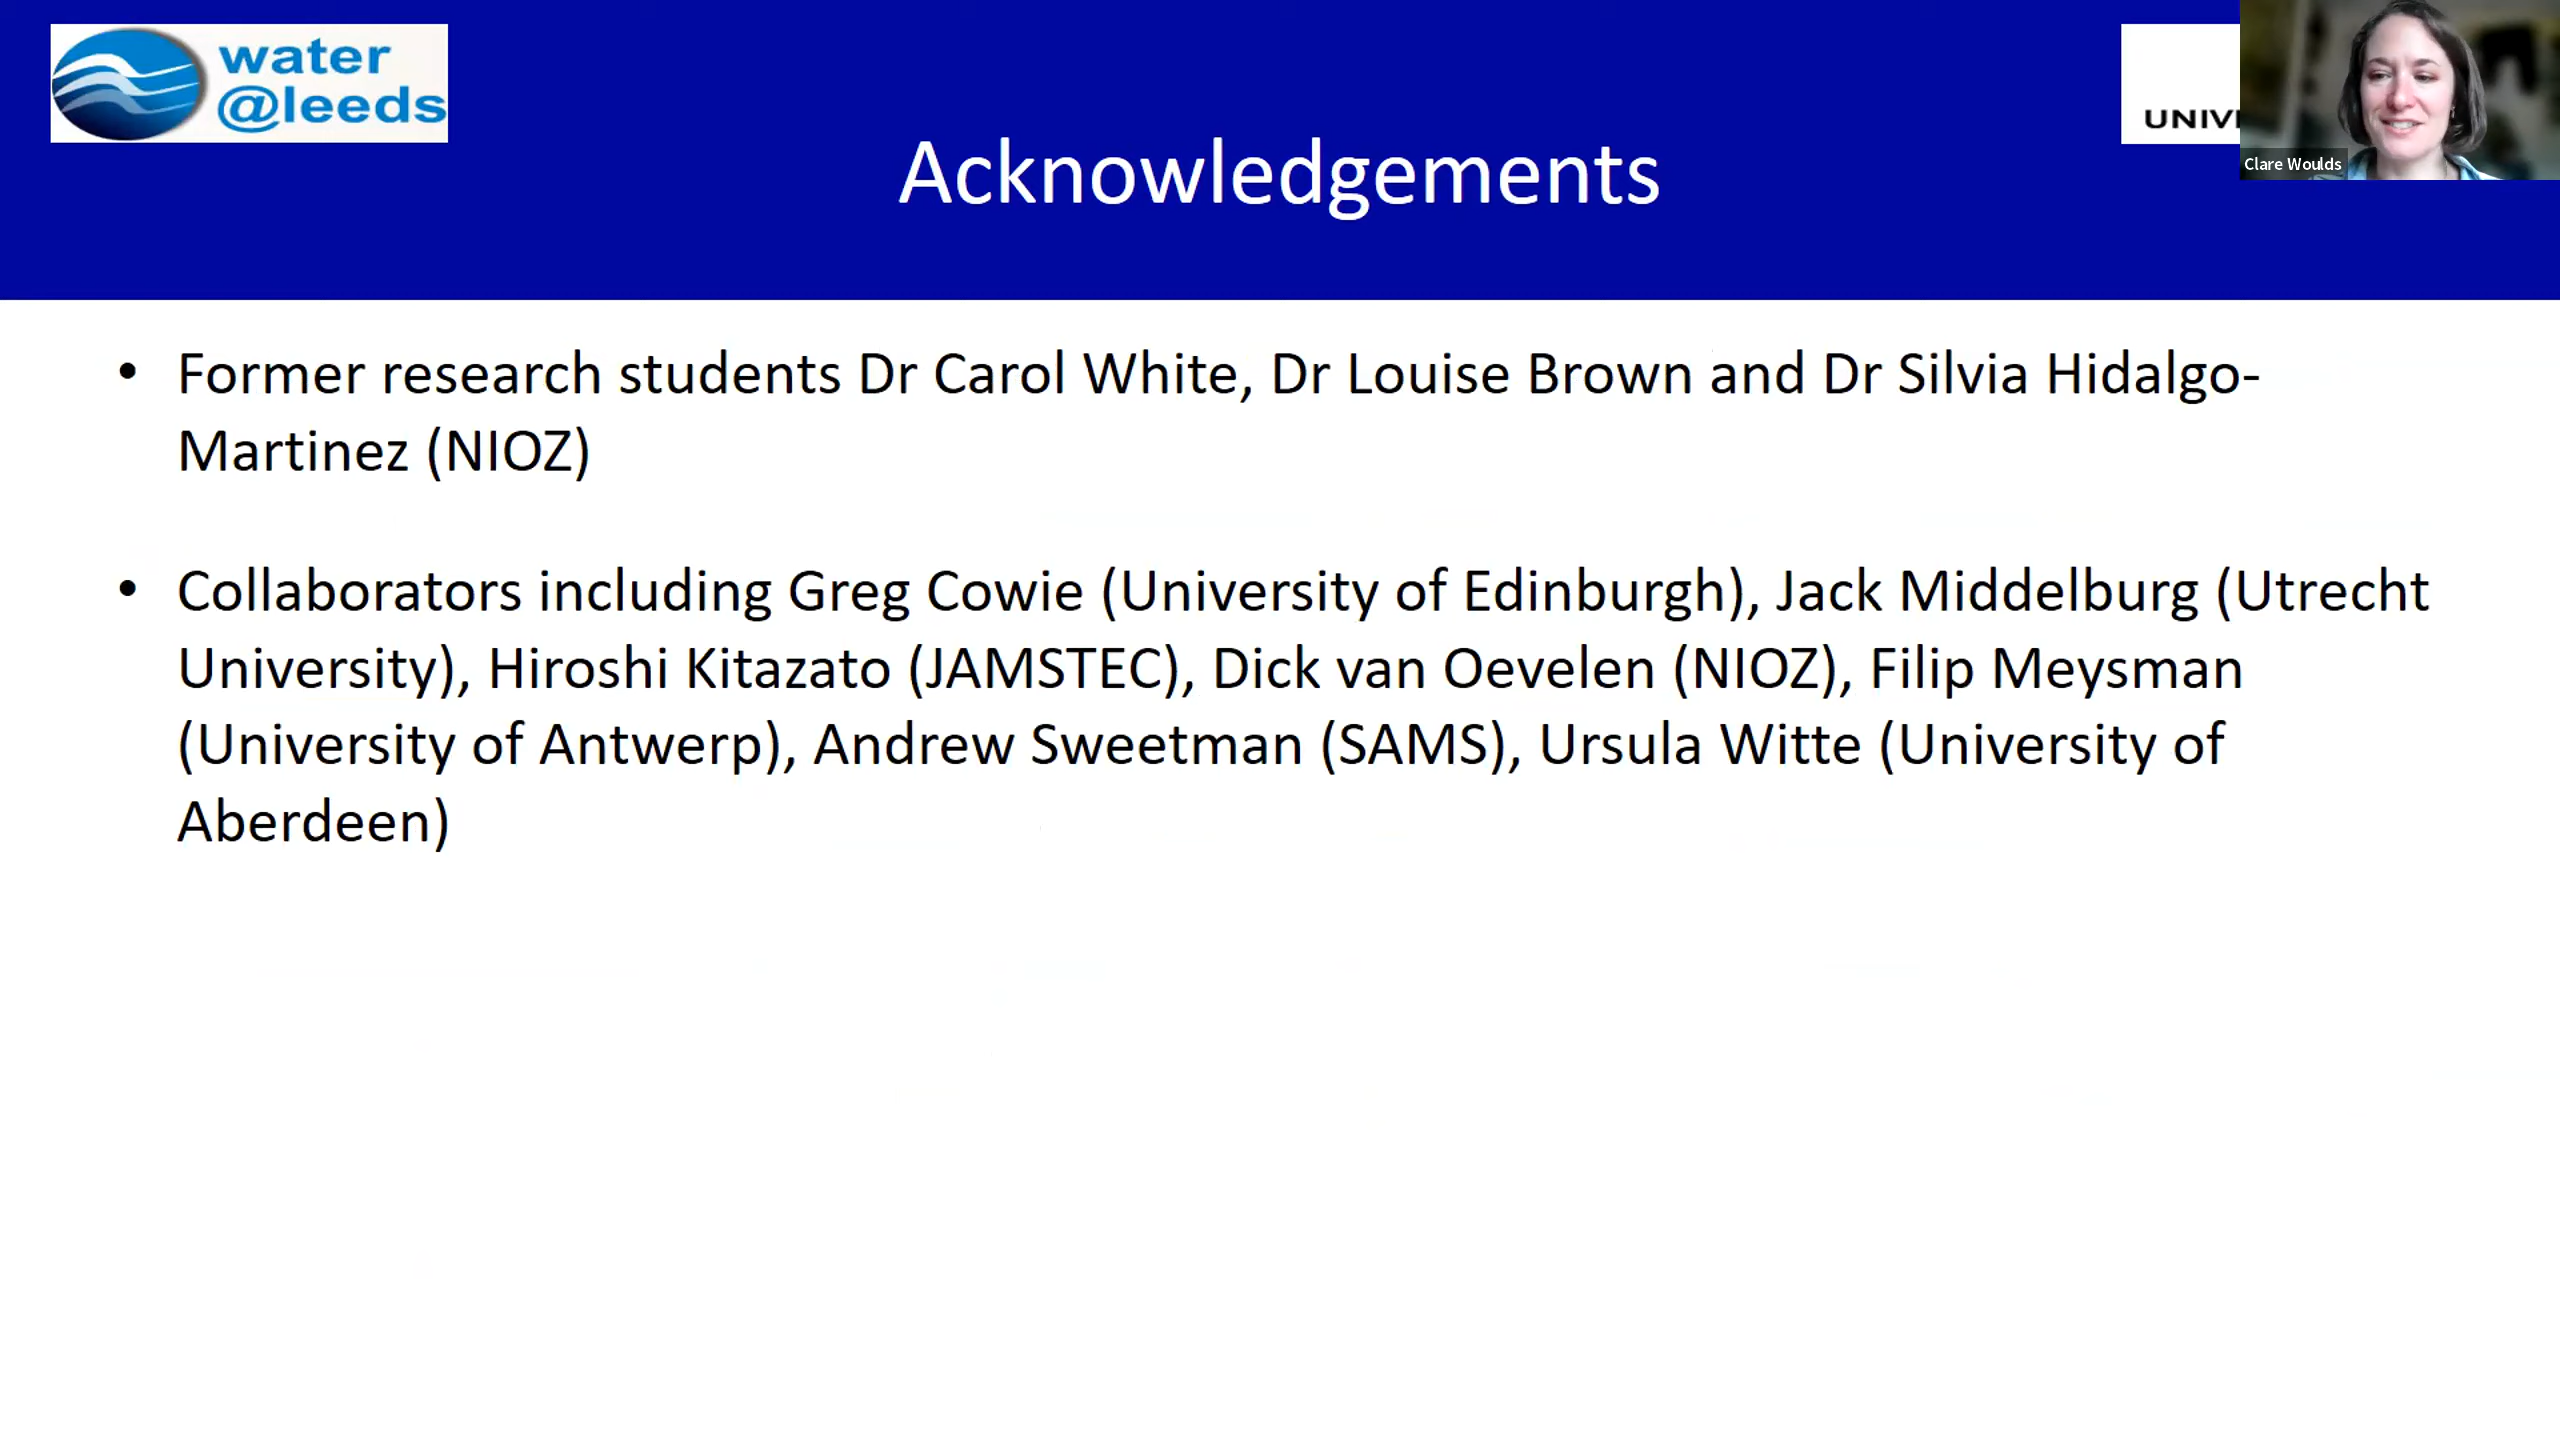 water
@leeds
UNIV
Clare Woulds
Acknowledgements
• Former research students Dr Carol White, Dr Louise Brown and Dr Silvia Hidalgo-
Martinez (NIOZ)
• Collaborators including Greg Cowie (University of Edinburgh), Jack Middelburg (Utrecht
University), Hiroshi Kitazato (JAMSTEC), Dick van Oevelen (NIOZ), Filip Meysman
(University of Antwerp), Andrew Sweetman (SAMS), Ursula Witte (University of
Aberdeen)